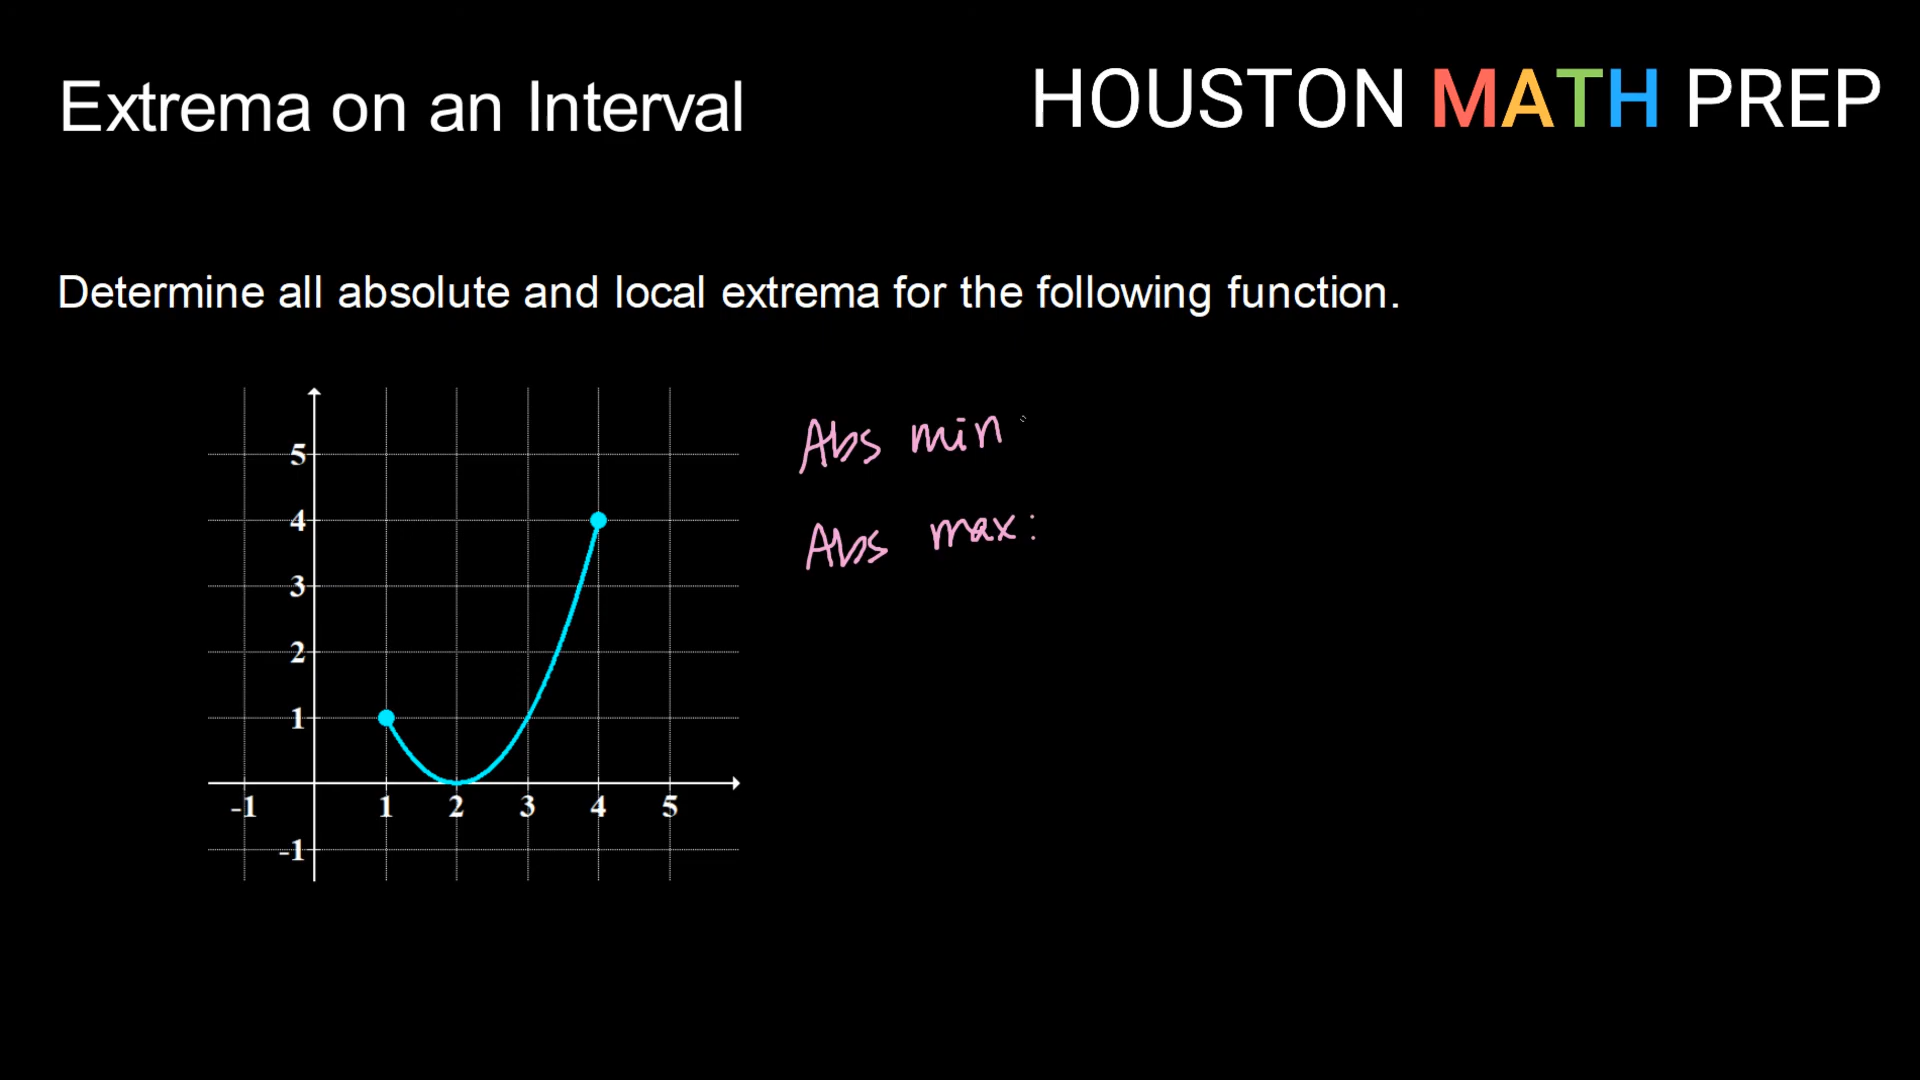 Extrema on an Interval
HOUSTON MATH PREP
Determine all absolute and local extrema for the following function.
Abs min :
Abs max:
5
4
3
2
1
-1 1 2 3 4 5
-1